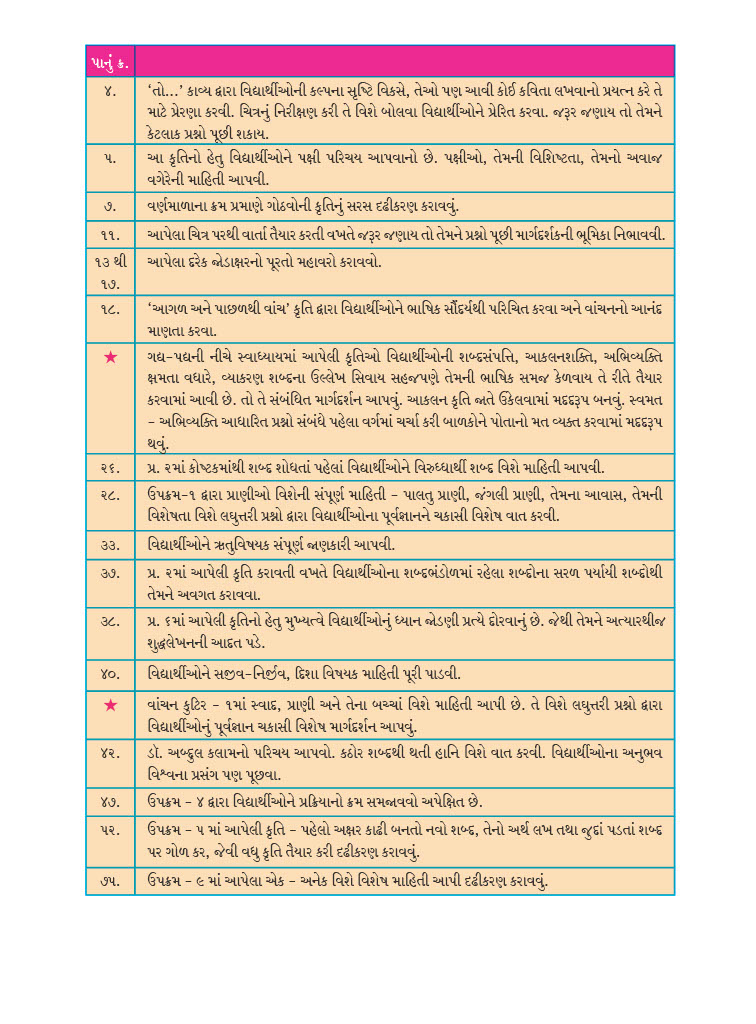 પાનું ક્ર.
૪. ‘તો...’ કાવ્ય દ્વારા વિદ્યાર્થીઓની કલ્પના સૃષ્ટિ વિકસે, તેઓ પણ આવી કોઈ કવિતા લખવાનો પ્રયત્ન કરે તે
માટે પ્રેરણા કરવી. ચિત્રનું નિરીક્ષણ કરી તે વિશે બોલવા વિદ્યાર્થીઓને પ્રેરિત કરવા. જરૂર જણાય તો તેમને
કેટલાક પ્રશ્નો પૂછી શકાય.
૫. આ કૃતિનો હેતુ વિદ્યાર્થીઓને પક્ષી પરિચય આપવાનો છે. પક્ષીઓ, તેમની વિશિષ્ટતા, તેમનો અવાજ
વગેરેની માહિતી આપવી.
૭. વર્ણમાળાના ક્રમ પ્રમાણે ગોઠવોની કૃતિનું સરસ દઢીકરણ કરાવવું.
૧૧. આપેલા ચિત્ર પરથી વાર્તા તૈયાર કરતી વખતે જરૂર જણાય તો તેમને પ્રશ્નો પૂછી માર્ગદર્શકની ભૂમિકા નિભાવવી.
૧૩ થી આપેલા દરેક જોડાક્ષરનો પૂરતો મહાવરો કરાવવો.
૧૭.
૧૮. ‘આગળ અને પાછળથી વાંચ’ કૃતિ દ્વારા વિદ્યાર્થીઓને ભાષિક સૌંદર્યથી પરિચિત કરવા અને વાંચનનો આનંદ
માણતા કરવા.
★ ગદ્ય-પદ્યની નીચે સ્વાધ્યાયમાં આપેલી કૃતિઓ વિદ્યાર્થીઓની શબ્દસંપત્તિ, આકલનશક્તિ, અભિવ્યક્તિ
ક્ષમતા વધારે, વ્યાકરણ શબ્દના ઉલ્લેખ સિવાય સહજપણે તેમની ભાષિક સમજ કેળવાય તે રીતે તૈયાર
કરવામાં આવી છે. તો તે સંબંધિત માર્ગદર્શન આપવું. આકલન કૃતિ જાતે ઉકેલવામાં મદદરૂપ બનવું. સ્વમત
- અભિવ્યક્તિ આધારિત પ્રશ્નો સંબંધે પહેલા વર્ગમાં ચર્ચા કરી બાળકોને પોતાનો મત વ્યક્ત કરવામાં મદદરૂપ
થવું.
૨૬. પ્ર. ૨માં કોષ્ટકમાંથી શબ્દ શોધતાં પહેલાં વિદ્યાર્થીઓને વિરુધ્ધાર્થી શબ્દ વિશે માહિતી આપવી.
૨૮. ઉપક્રમ-૧ દ્વારા પ્રાણીઓ વિશેની સંપૂર્ણ માહિતી - પાલતુ પ્રાણી, જંગલી પ્રાણી, તેમના આવાસ, તેમની
વિશેષતા વિશે લઘુત્તરી પ્રશ્નો દ્વારા વિદ્યાર્થીઓના પૂર્વજ્ઞાનને ચકાસી વિશેષ વાત કરવી.
૩૩. વિદ્યાર્થીઓને ઋતુવિષયક સંપૂર્ણ જાણકારી આપવી.
૩૭. પ્ર. ૨માં આપેલી કૃતિ કરાવતી વખતે વિદ્યાર્થીઓના શબ્દભંડોળમાં રહેલા શબ્દોના સરળ પર્યાયી શબ્દોથી
તેમને અવગત કરાવવા.
૩૮. પ્ર. ૬માં આપેલી કૃતિનો હેતુ મુખ્યત્વે વિદ્યાર્થીઓનું ધ્યાન જોડણી પ્રત્યે દોરવાનું છે. જેથી તેમને અત્યારથીજ
શુદ્ધલેખનની આદત પડે.
૪૦. વિદ્યાર્થીઓને સજીવ-નિર્જીવ, દિશા વિષયક માહિતી પૂરી પાડવી.
★ વાંચન કુટિર - ૧માં સ્વાદ, પ્રાણી અને તેના બચ્ચાં વિશે માહિતી આપી છે. તે વિશે લઘુત્તરી પ્રશ્નો દ્વારા
વિદ્યાર્થીઓનું પૂર્વજ્ઞાન ચકાસી વિશેષ માર્ગદર્શન આપવું.
૪૨. ડૉ. અબ્દુલ કલામનો પરિચય આપવો. કઠોર શબ્દથી થતી હાનિ વિશે વાત કરવી. વિદ્યાર્થીઓના અનુભવ
વિશ્વના પ્રસંગ પણ પૂછવા.
૪૭. ઉપક્રમ - ૪ દ્વારા વિદ્યાર્થીઓને પ્રક્રિયાનો ક્રમ સમજાવવો અપેક્ષિત છે.
૫૨. ઉપક્રમ - ૫ માં આપેલી કૃતિ - પહેલો અક્ષર કાઢી બનતો નવો શબ્દ, તેનો અર્થ લખ તથા જુદાં પડતાં શબ્દ
પર ગોળ કર, જેવી વધુ કૃતિ તૈયાર કરી દઢીકરણ કરાવવું.
૭૫. ઉપક્રમ - ૯ માં આપેલા એક - અનેક વિશે વિશેષ માહિતી આપી દઢીકરણ કરાવવું.